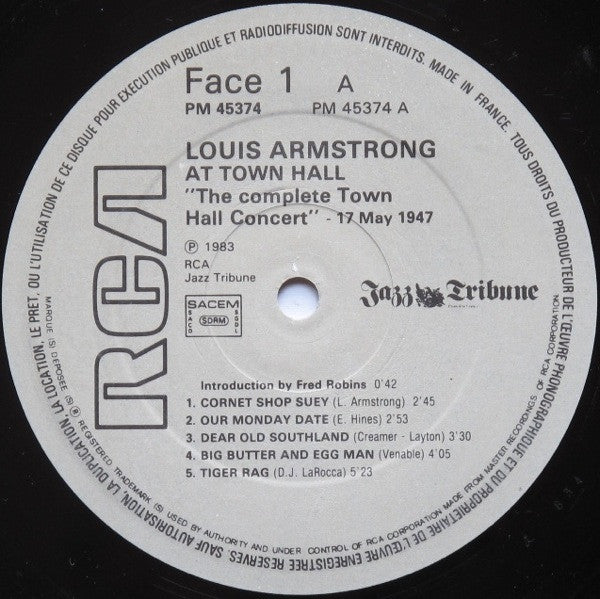 Face 1 A
PM 45374 PM 45374 A
LOUIS ARMSTRONG
AT TOWN HALL
"The complete Town
Hall Concert" - 17 May 1947
Ⓟ 1983
RCA
Jazz Tribune
RCA
SACEM
SACD
SDRM
SGDL
Jazz Tribune
Introduction by Fred Robins 0'42
1. CORNET SHOP SUEY (L. Armstrong) 2'45
2. OUR MONDAY DATE (E. Hines) 2'53
3. DEAR OLD SOUTHLAND (Creamer - Layton) 3'30
4. BIG BUTTER AND EGG MAN (Venable) 4'05
5. TIGER RAG (D.J. LaRocca) 5'23
MADE IN FRANCE. TOUS DROITS DU PRODUCTEUR DE L'ŒUVRE PHONOGRAPHIQUE ET DU PROPRIETAIRE DE L'ŒUVRE ENREGISTREE RESERVES. SAUF AUTORISATION, LA DUPLICATION, LA LOCATION, LE PRET, OU L'UTILISATION DE CE DISQUE POUR EXECUTION PUBLIQUE ET RADIODIFFUSION SONT INTERDITS.
MARQUE (S) DEPOSEE (S) ® REGISTERED TRADEMARK (S) USED BY AUTHORITY AND UNDER CONTROL OF RCA CORPORATION MADE FROM MASTER RECORDINGS OF RCA CORPORATION